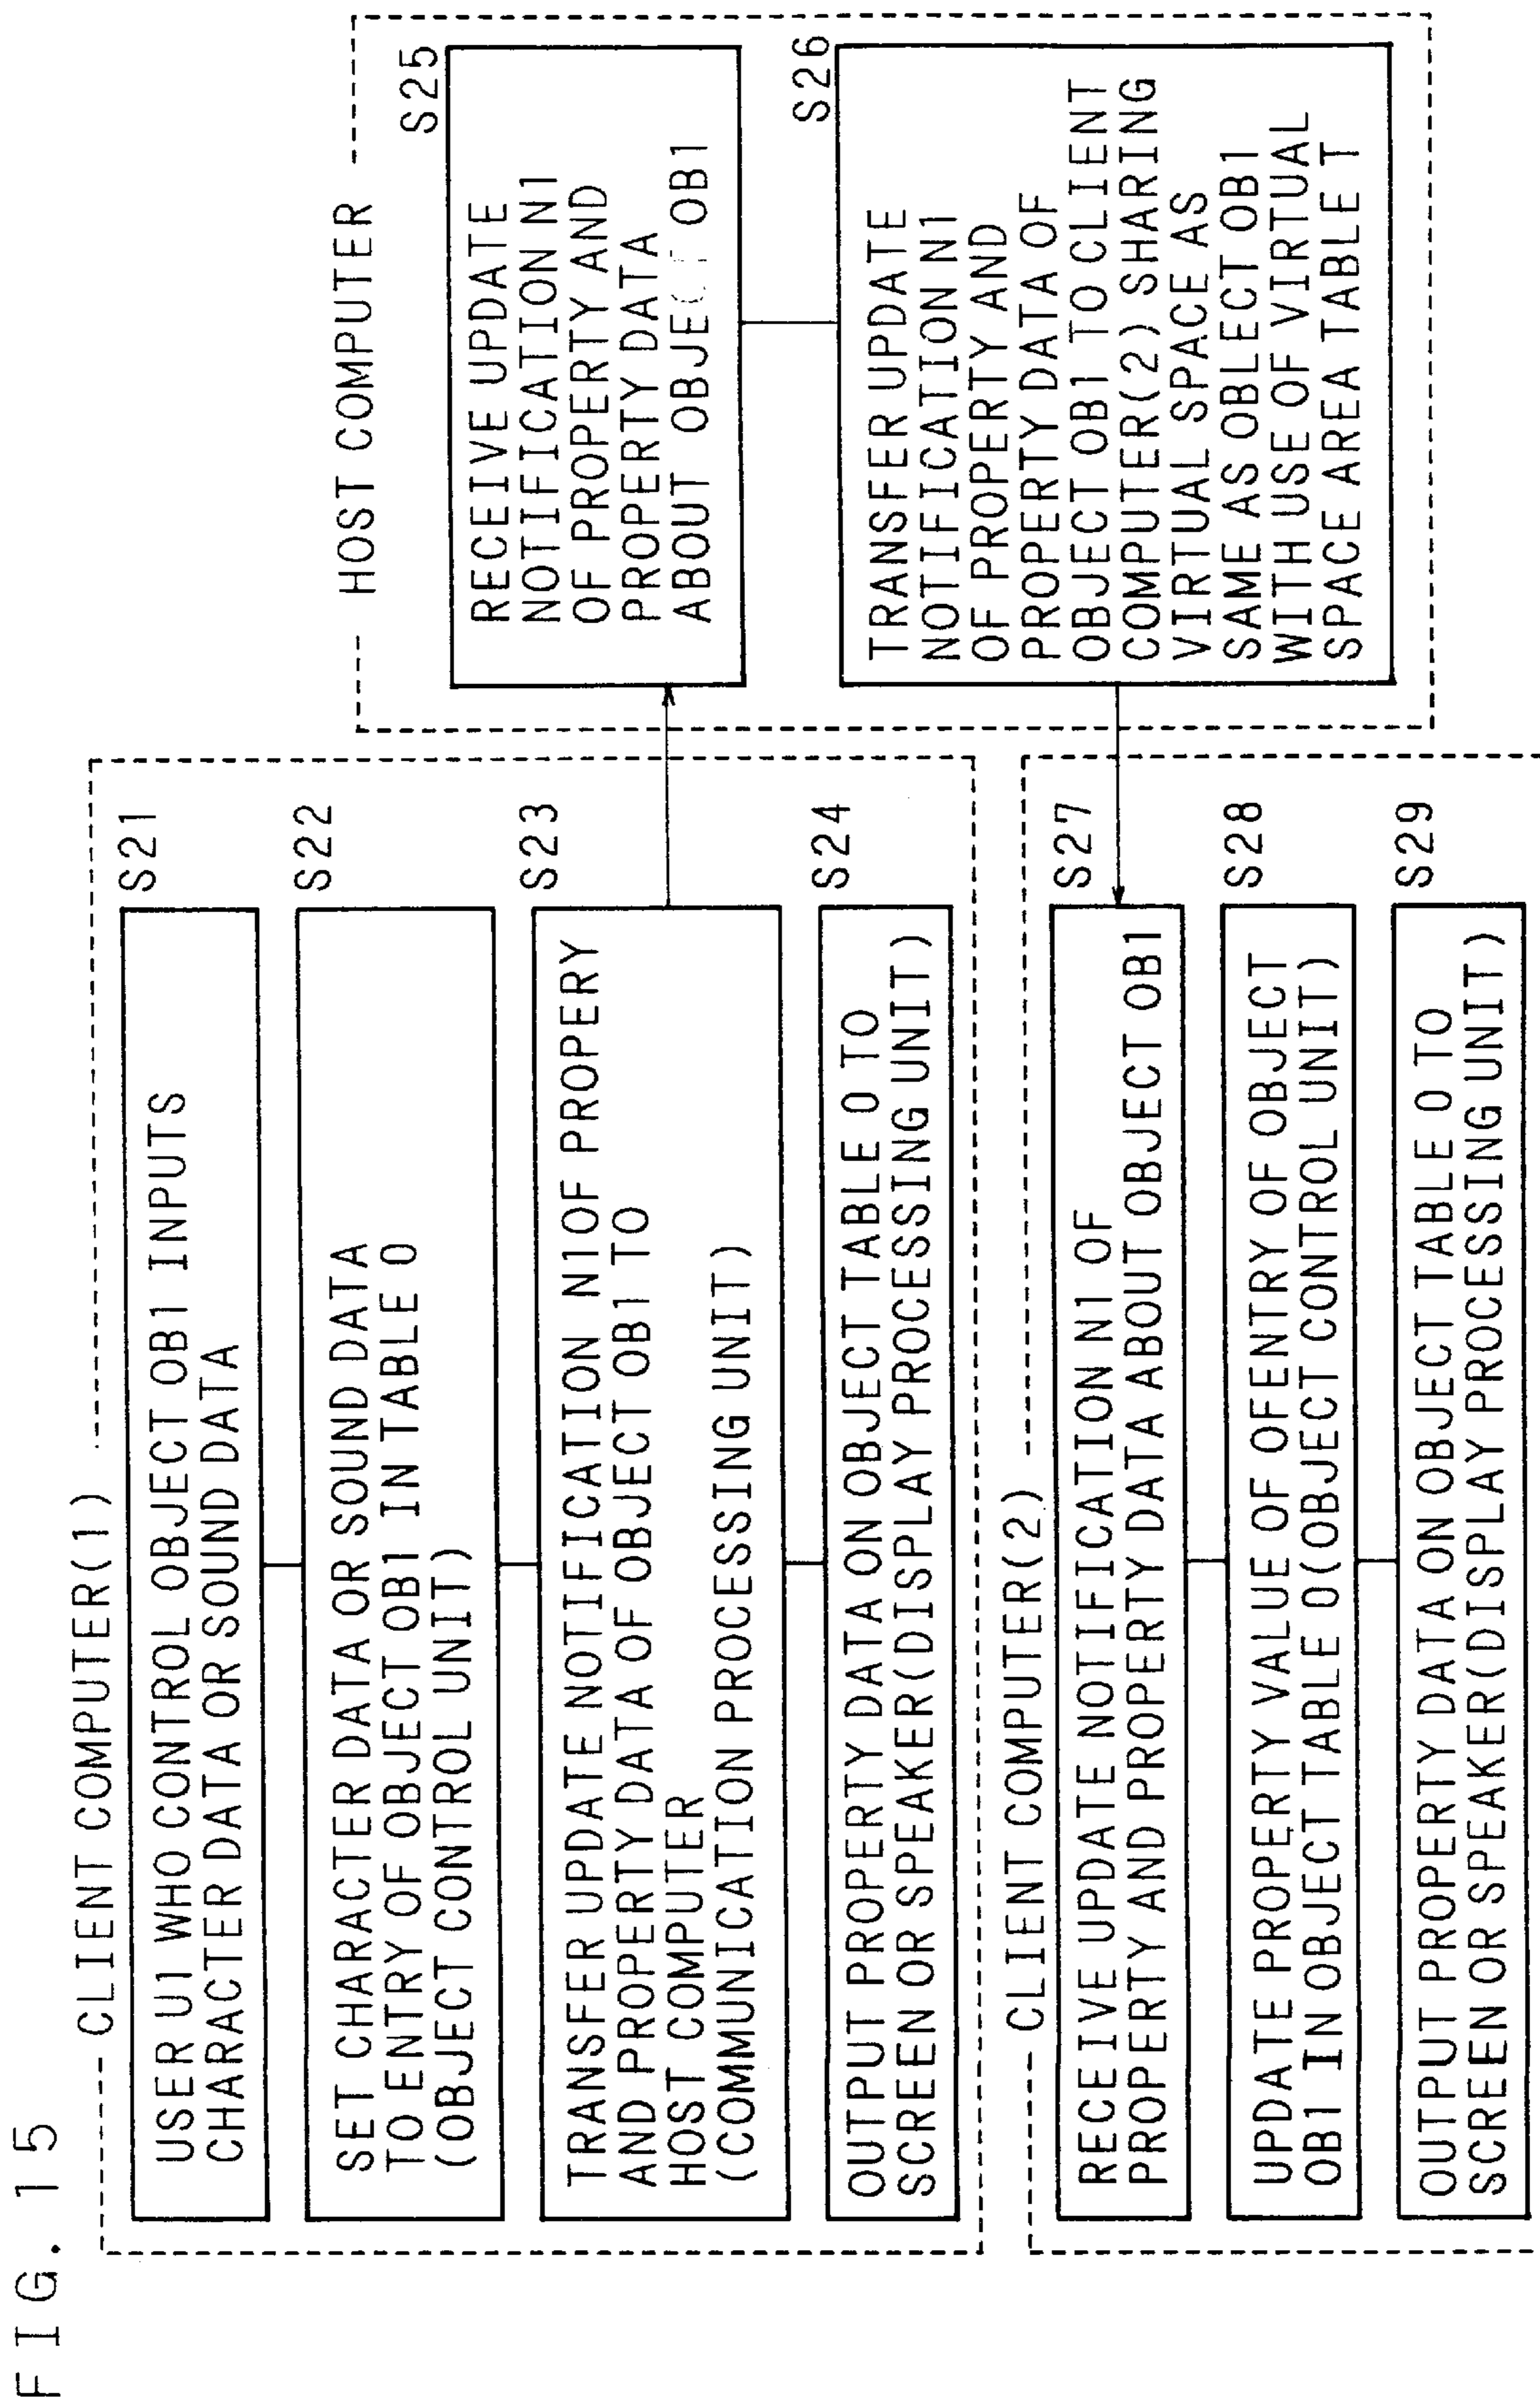 FIG. 15
CLIENT COMPUTER(1)
S21
USER U1 WHO CONTROL OBJECT OB1 INPUTS
CHARACTER DATA OR SOUND DATA
S22
SET CHARACTER DATA OR SOUND DATA
TO ENTRY OF OBJECT OB1 IN TABLE O
(OBJECT CONTROL UNIT)
S23
TRANSFER UPDATE NOTIFICATION N1OF PROPERY
AND PROPERTY DATA OF OBJECT OB1 TO
HOST COMPUTER
(COMMUNICATION PROCESSING UNIT)
S24
OUTPUT PROPERTY DATA ON OBJECT TABLE O TO
SCREEN OR SPEAKER(DISPLAY PROCESSING UNIT)
HOST COMPUTER
S25
RECEIVE UPDATE
NOTIFICATION N1
OF PROPERTY AND
PROPERTY DATA
ABOUT OBJECT OB1
S26
TRANSFER UPDATE
NOTIFICATION N1
OF PROPERTY AND
PROPERTY DATA OF
OBJECT OB1 TO CLIENT
COMPUTER(2) SHARING
VIRTUAL SPACE AS
SAME AS OBLECT OB1
WITH USE OF VIRTUAL
SPACE AREA TABLE T
CLIENT COMPUTER(2)
S27
RECEIVE UPDATE NOTIFICATION N1 OF
PROPERTY AND PROPERTY DATA ABOUT OBJECT OB1
S28
UPDATE PROPERTY VALUE OF OFENTRY OF OBJECT
OB1 IN OBJECT TABLE O(OBJECT CONTROL UNIT)
S29
OUTPUT PROPERTY DATA ON OBJECT TABLE O TO
SCREEN OR SPEAKER(DISPLAY PROCESSING UNIT)